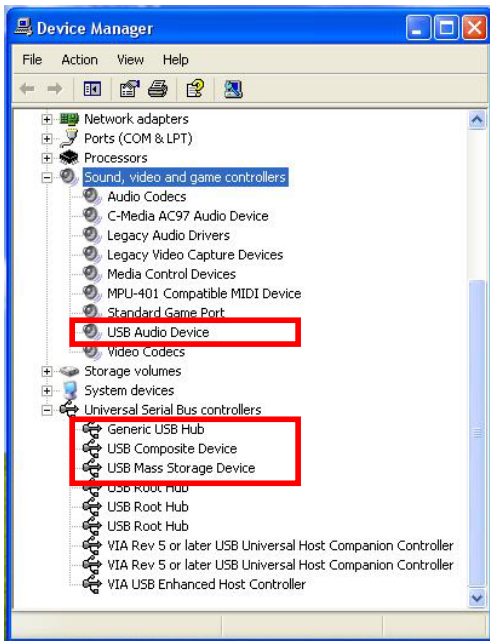 Device Manager
File Action View Help
Network adapters
Ports (COM & LPT)
Processors
Sound, video and game controllers
Audio Codecs
C-Media AC97 Audio Device
Legacy Audio Drivers
Legacy Video Capture Devices
Media Control Devices
MPU-401 Compatible MIDI Device
Standard Game Port
USB Audio Device
Video Codecs
Storage volumes
System devices
Universal Serial Bus controllers
Generic USB Hub
USB Composite Device
USB Mass Storage Device
USB Root Hub
USB Root Hub
USB Root Hub
VIA Rev 5 or later USB Universal Host Companion Controller
VIA Rev 5 or later USB Universal Host Companion Controller
VIA USB Enhanced Host Controller